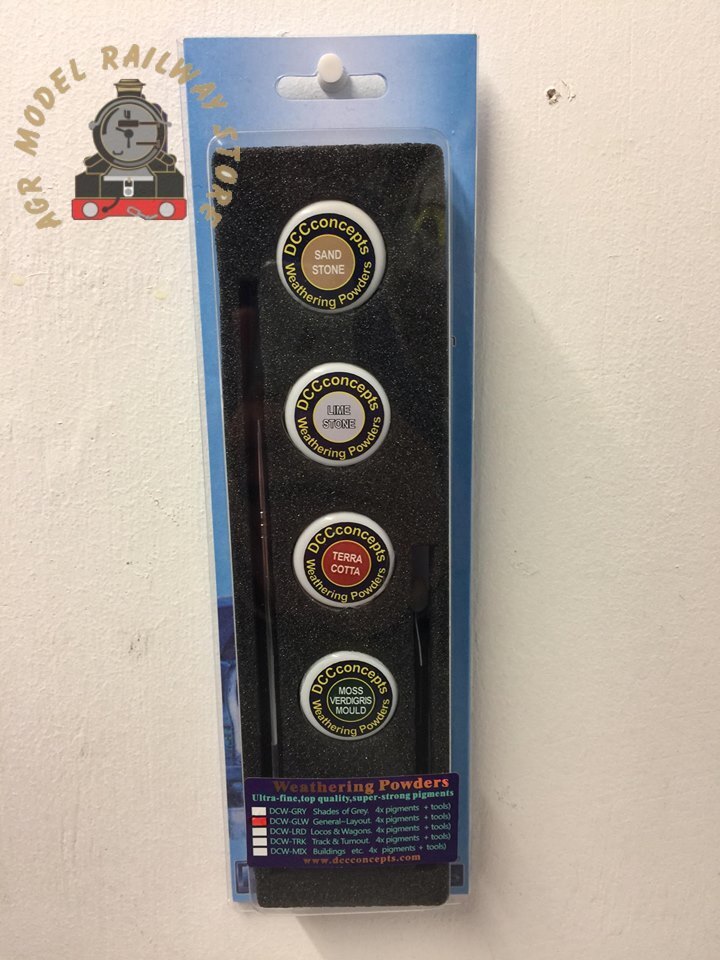 AGR MODEL RAILWAY STORE
DCCconcepts
SAND
STONE
Weathering Powders
DCCconcepts
LIME
STONE
Weathering Powders
DCCconcepts
TERRA
COTTA
Weathering Powders
DCCconcepts
MOSS
VERDIGRIS
MOULD
Weathering Powders
Weathering Powders
Ultra-fine,top quality,super-strong pigments
DCW-GRY Shades of Grey. 4x pigments + tools)
DCW-GLW General-Layout. 4x pigments + tools)
DCW-LRD Locos & Wagons. 4x pigments + tools)
DCW-TRK Track & Turnout. 4x pigments + tools)
DCW-MIX Buildings etc. 4x pigments + tools)
www.dccconcepts.com